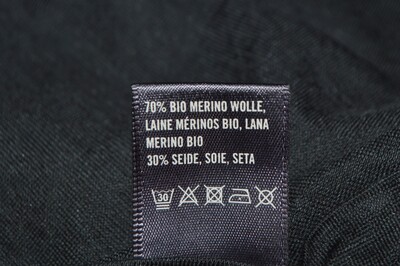 70% BIO MERINO WOLLE,
LAINE MÉRINOS BIO, LANA
MERINO BIO
30% SEIDE, SOIE, SETA
30